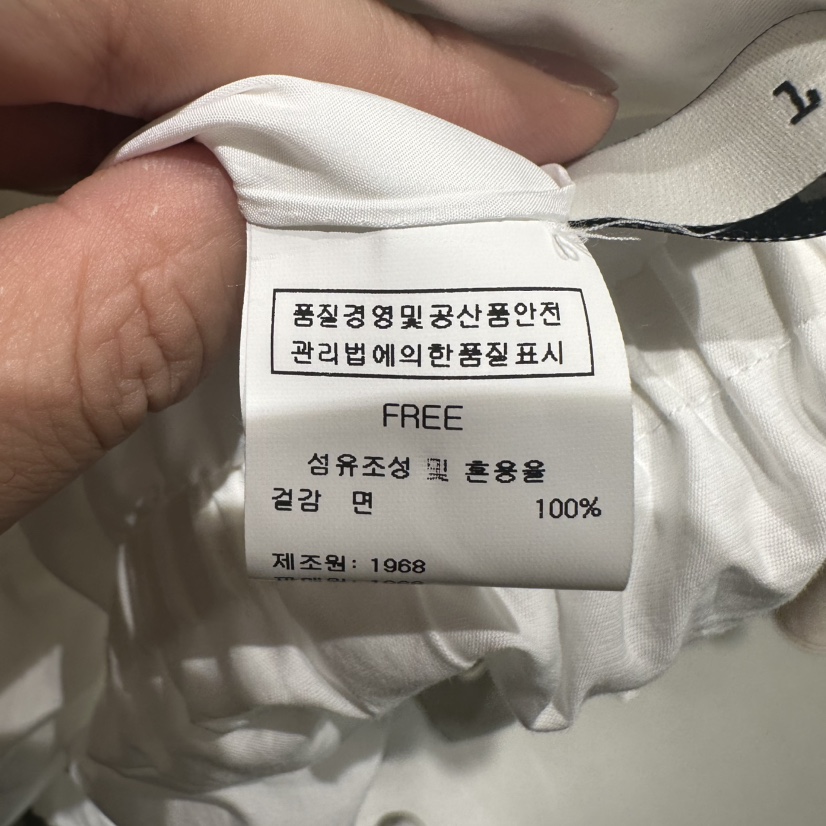 품질경영및공산품안전
관리법에의한품질표시
FREE
섬유조성 및 혼용율
겉감 면 100%
제조원: 1968